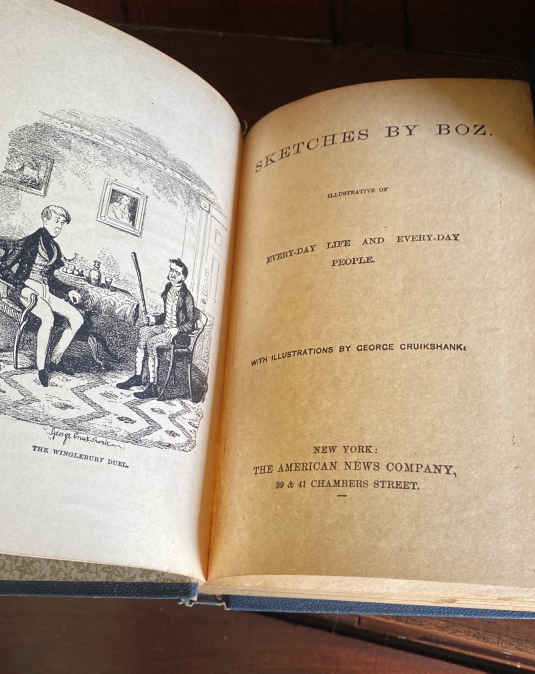 George Cruikshank
THE WINGLEBURY DUEL.
SKETCHES BY BOZ.
ILLUSTRATIVE OF
EVERY-DAY LIFE AND EVERY-DAY
PEOPLE.
WITH ILLUSTRATIONS BY GEORGE CRUIKSHANK:
NEW YORK:
THE AMERICAN NEWS COMPANY,
39 & 41 CHAMBERS STREET.